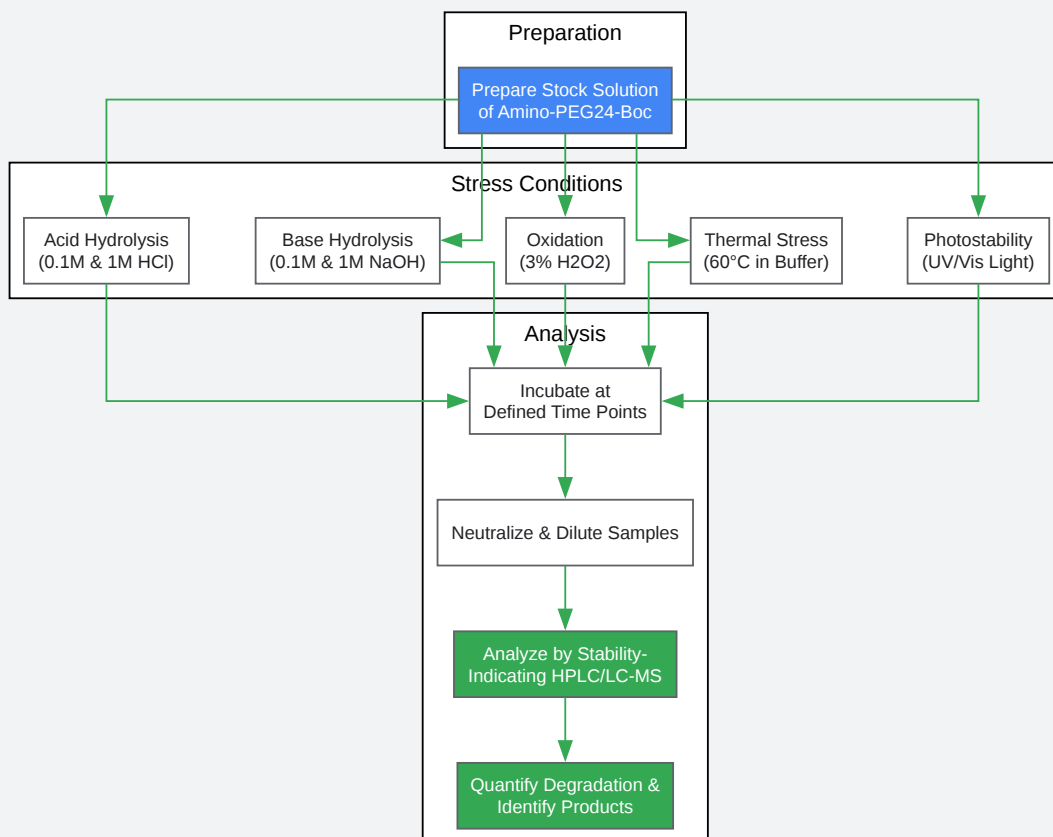 Preparation
Prepare Stock Solution
of Amino-PEG24-Boc
Stress Conditions
Acid Hydrolysis
(0.1M & 1M HCl)
Base Hydrolysis
(0.1M & 1M NaOH)
Oxidation
(3% H2O2)
Thermal Stress
(60°C in Buffer)
Photostability
(UV/Vis Light)
Analysis
Incubate at
Defined Time Points
Neutralize & Dilute Samples
Analyze by Stability-
Indicating HPLC/LC-MS
Quantify Degradation &
Identify Products